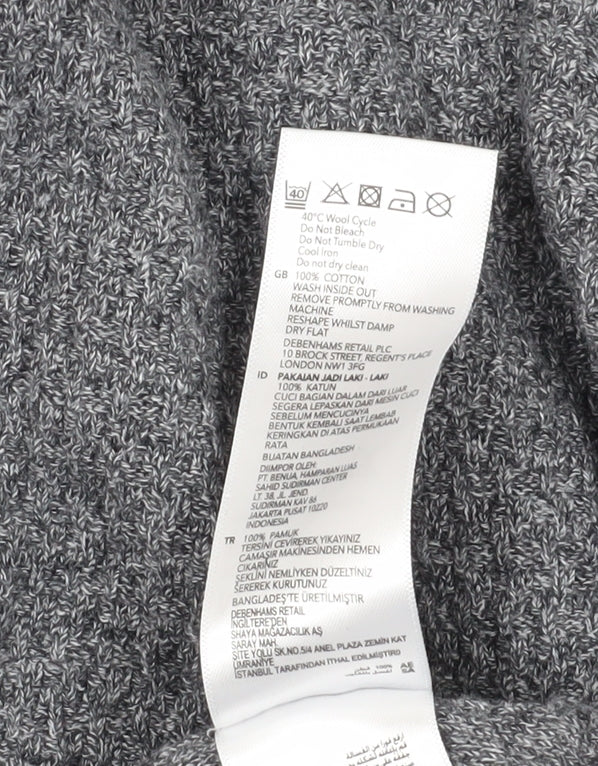 40
40°C Wool Cycle
Do Not Bleach
Do Not Tumble Dry
Cool Iron
Do not dry clean
GB 100% COTTON
WASH INSIDE OUT
REMOVE PROMPTLY FROM WASHING
MACHINE
RESHAPE WHILST DAMP
DRY FLAT
DEBENHAMS RETAIL PLC
10 BROCK STREET, REGENT'S PLACE
LONDON NW1 3FG
ID PAKAIAN JADI LAKI - LAKI
100% KATUN
CUCI BAGIAN DALAM DARI LUAR
SEGERA LEPASKAN DARI MESIN CUCI
SEBELUM MENCUCINYA
BENTUK KEMBALI SAAT LEMBAB
KERINGKAN DI ATAS PERMUKAAN
RATA
BUATAN BANGLADESH
DIIMPOR OLEH:
PT. BENUA, HAMPARAN LUAS
SAHID SUDIRMAN CENTER
LT. 38, JL. JEND.
SUDIRMAN KAV 86
JAKARTA PUSAT 10220
INDONESIA
TR 100% PAMUK
TERSİNİ ÇEVİREREK YIKAYINIZ
ÇAMAŞIR MAKİNESİNDEN HEMEN
ÇIKARINIZ
ŞEKLİNİ NEMLİYKEN DÜZELTİNİZ
SEREREK KURUTUNUZ
BANGLADEŞ'TE ÜRETİLMİŞTİR
DEBENHAMS RETAIL
İNGİLTERE'DEN
SHAYA MAĞAZACILIK AŞ
SARAY MAH.
SITE YOLU SK.NO.5/4 ANEL PLAZA ZEMİN KAT
ÜMRANİYE
İSTANBUL TARAFINDAN İTHAL EDİLMİŞTİRD
AE 100% قطن
SA